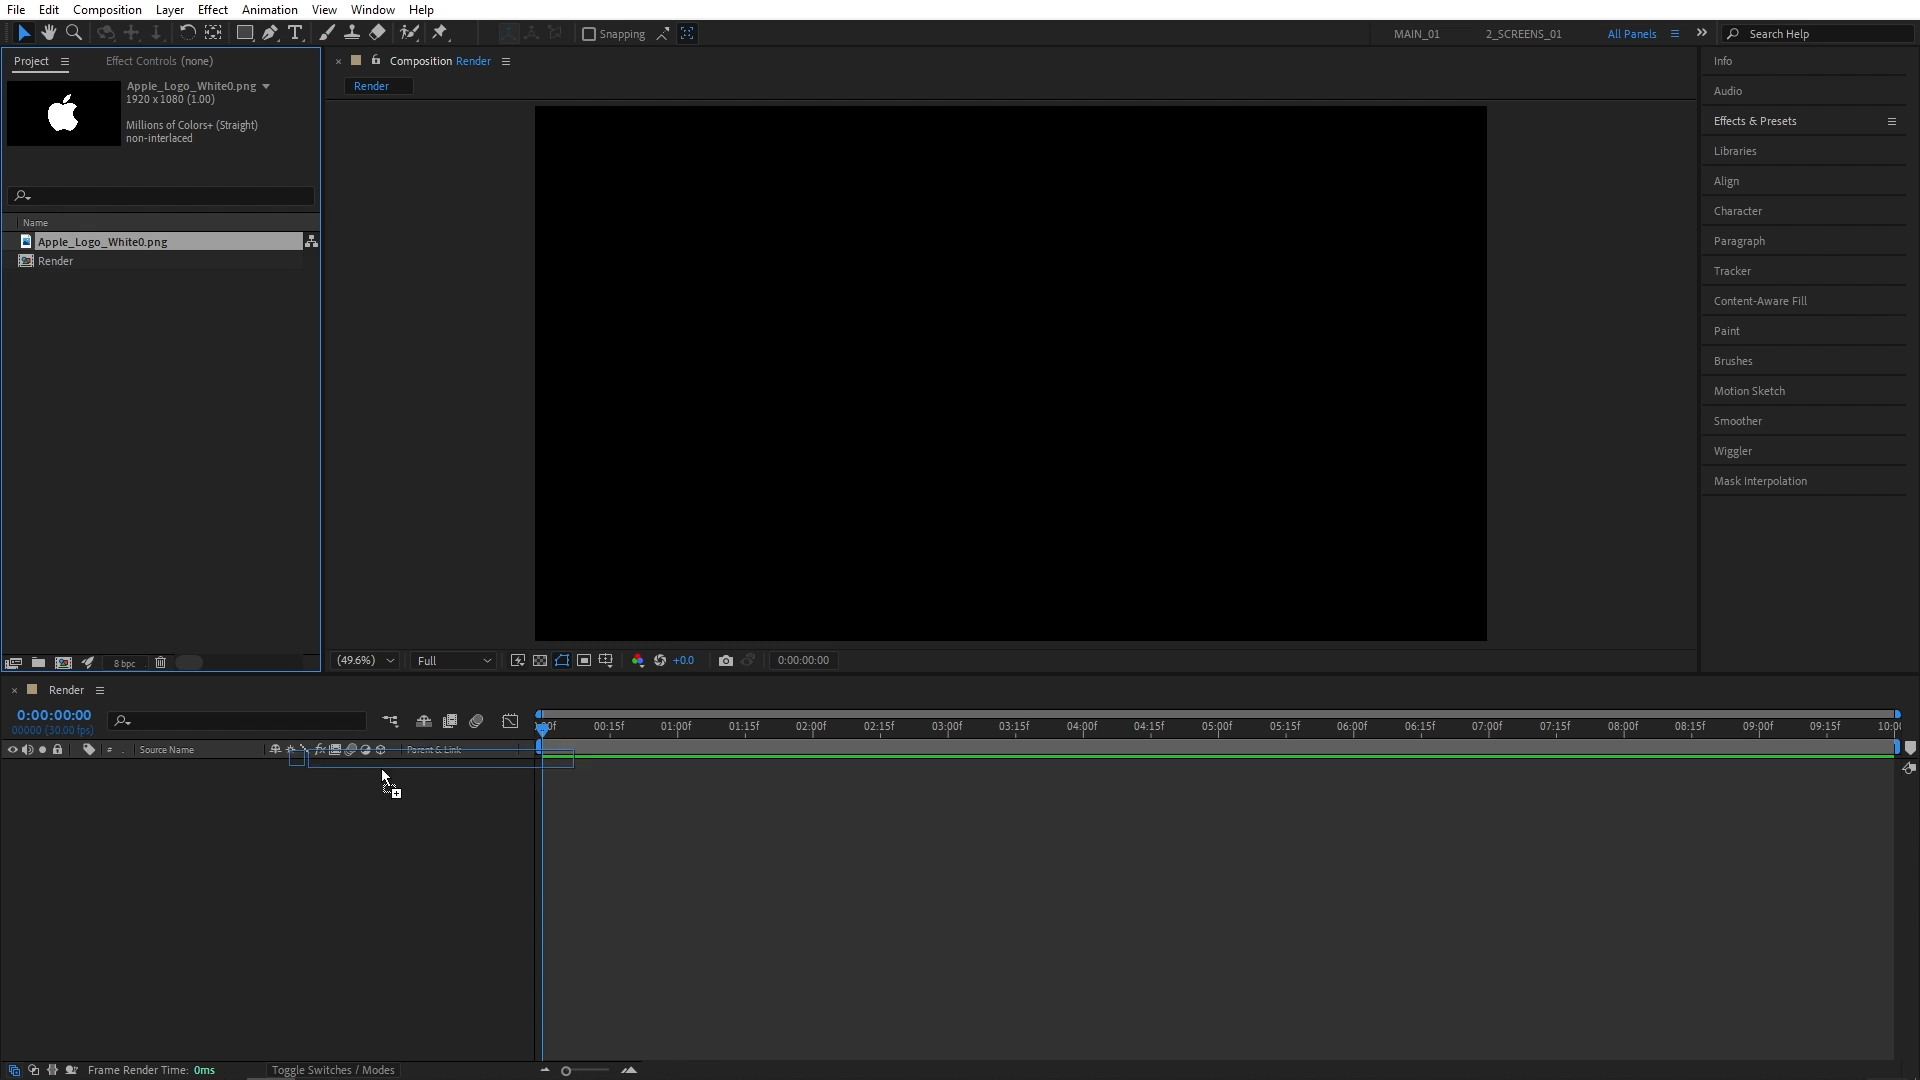 File Edit Composition Layer Effect Animation View Window Help
Snapping
MAIN_01 2_SCREENS_01 All Panels Search Help
Project Effect Controls (none)
Composition Render
Render
Apple_Logo_White0.png
1920 x 1080 (1.00)
Millions of Colors+ (Straight)
non-interlaced
Name
Apple_Logo_White0.png
Render
8 bpc
(49.6%) Full +0.0 0:00:00:00
Info
Audio
Effects & Presets
Libraries
Align
Character
Paragraph
Tracker
Content-Aware Fill
Paint
Brushes
Motion Sketch
Smoother
Wiggler
Mask Interpolation
Render
0:00:00:00
00000 (30.00 fps)
# Source Name fx Parent & Link
00:15f 01:00f 01:15f 02:00f 02:15f 03:00f 03:15f 04:00f 04:15f 05:00f 05:15f 06:00f 06:15f 07:00f 07:15f 08:00f 08:15f 09:00f 09:15f
Frame Render Time: 0ms Toggle Switches / Modes